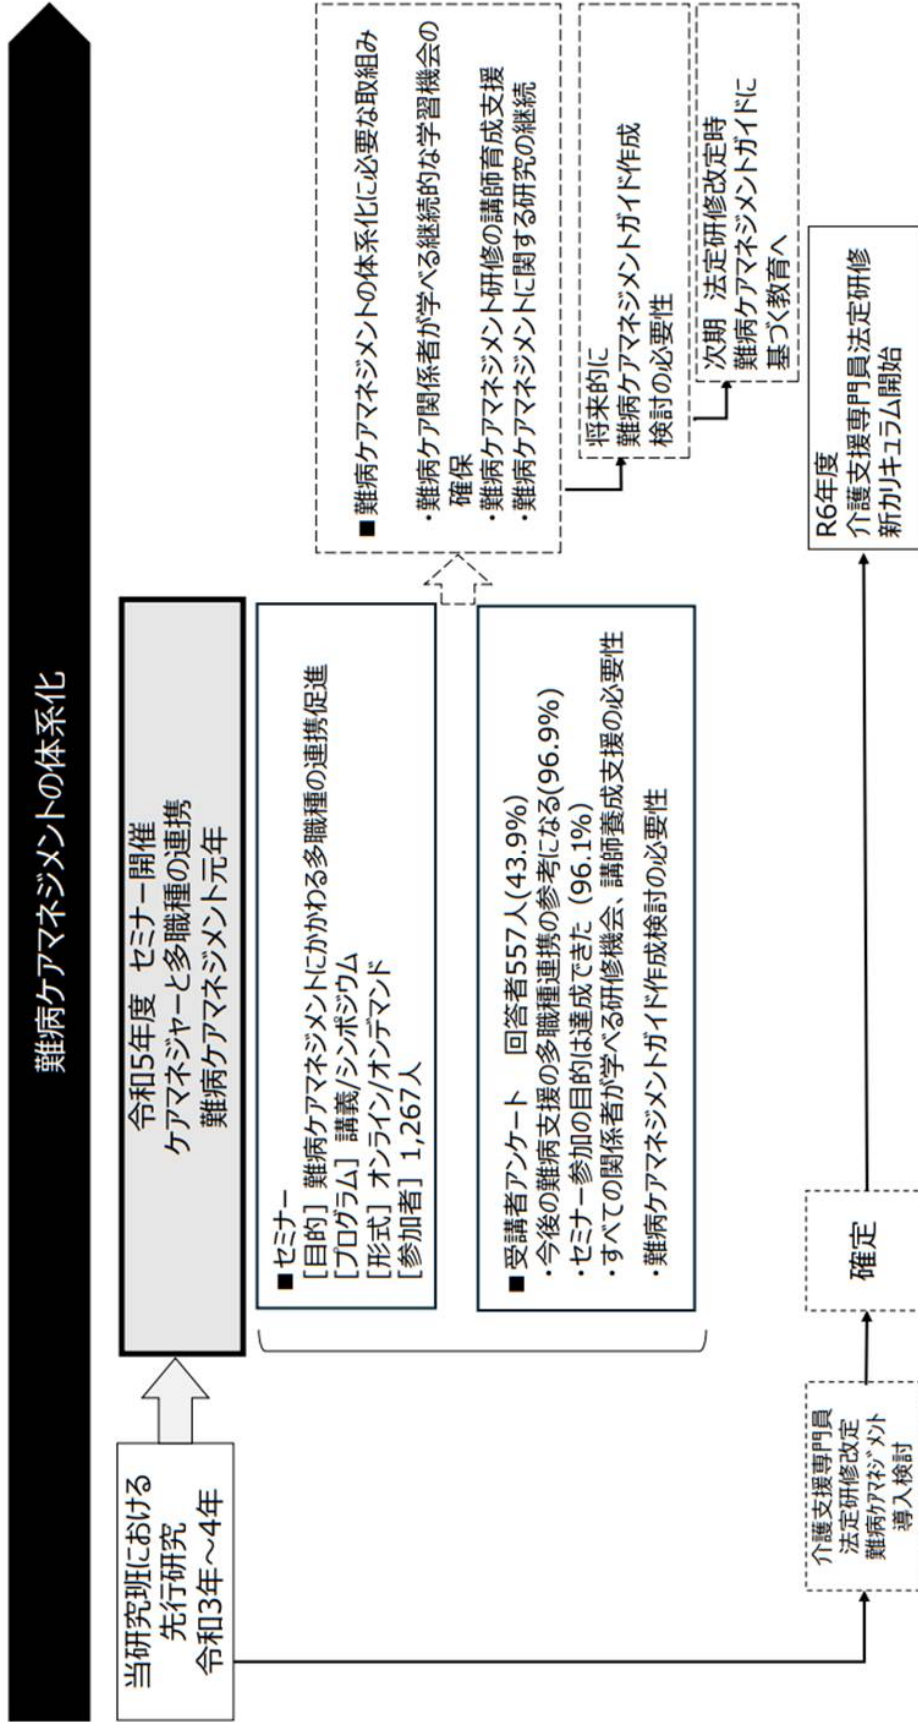 難病ケアマネジメントの体系化
当研究班における
先行研究
令和3年～4年
令和5年度 セミナー開催
ケアマネジャーと多職種の連携
難病ケアマネジメント元年
■セミナー
[目的] 難病ケアマネジメントにかかわる多職種の連携促進
[プログラム] 講義/シンポジウム
[形式] オンライン/オンデマンド
[参加者] 1,267人
■受講者アンケート 回答者557人(43.9%)
・今後の難病支援の多職種連携の参考になる(96.9%)
・セミナー参加の目的は達成できた (96.1%)
・すべての関係者が学べる研修機会、講師養成支援の必要性
・難病ケアマネジメントガイド作成検討の必要性
■難病ケアマネジメントの体系化に必要な取組み
・難病ケア関係者が学べる継続的な学習機会の
確保
・難病ケアマネジメント研修の講師育成支援
・難病ケアマネジメントに関する研究の継続
将来的に
難病ケアマネジメントガイド作成
検討の必要性
次期 法定研修改定時
難病ケアマネジメントガイドに
基づく教育へ
介護支援専門員
法定研修改定
難病ケアマネジメント
導入検討
確定
R6年度
介護支援専門員法定研修
新カリキュラム開始